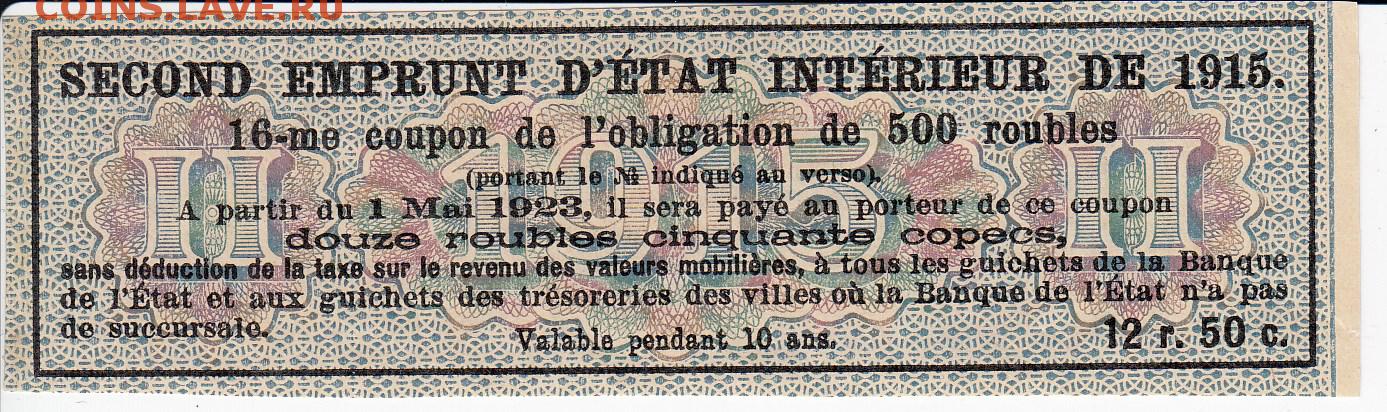 COINS.LAVE.RU
SECOND EMPRUNT D'ÉTAT INTÉRIEUR DE 1915.
16-me coupon de l'obligation de 500 roubles
(portant le № indiqué au verso).
A partir du 1 Mai 1923, il sera payé au porteur de ce coupon
douze roubles cinquante copecs,
sans déduction de la taxe sur le revenu des valeurs mobilières, à tous les guichets de la Banque
de l'État et aux guichets des trésoreries des villes où la Banque de l'État n'a pas
de succursale.
Valable pendant 10 ans.
12 r. 50 c.
II 1915 II